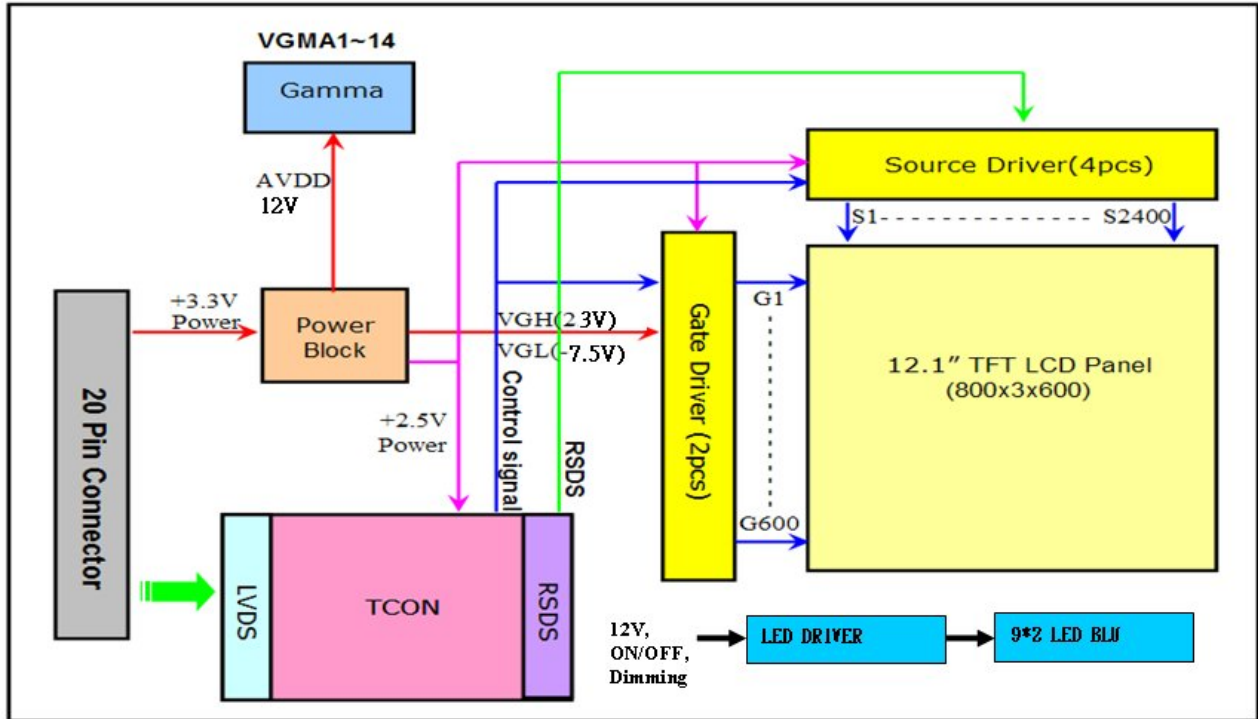 VGMA1~14
Gamma
AVDD
12V
Source Driver(4pcs)
S1- - - - - - - - - - - - - - S2400
+3.3V
Power
Power
Block
VGH(23V)
VGL(-7.5V)
G1
12.1" TFT LCD Panel
(800x3x600)
20 Pin Connector
+2.5V
Power
Control signal
RSDS
Gate Driver (2pcs)
G600
LVDS
TCON
RSDS
12V,
ON/OFF,
Dimming
LED DRIVER
9*2 LED BLU